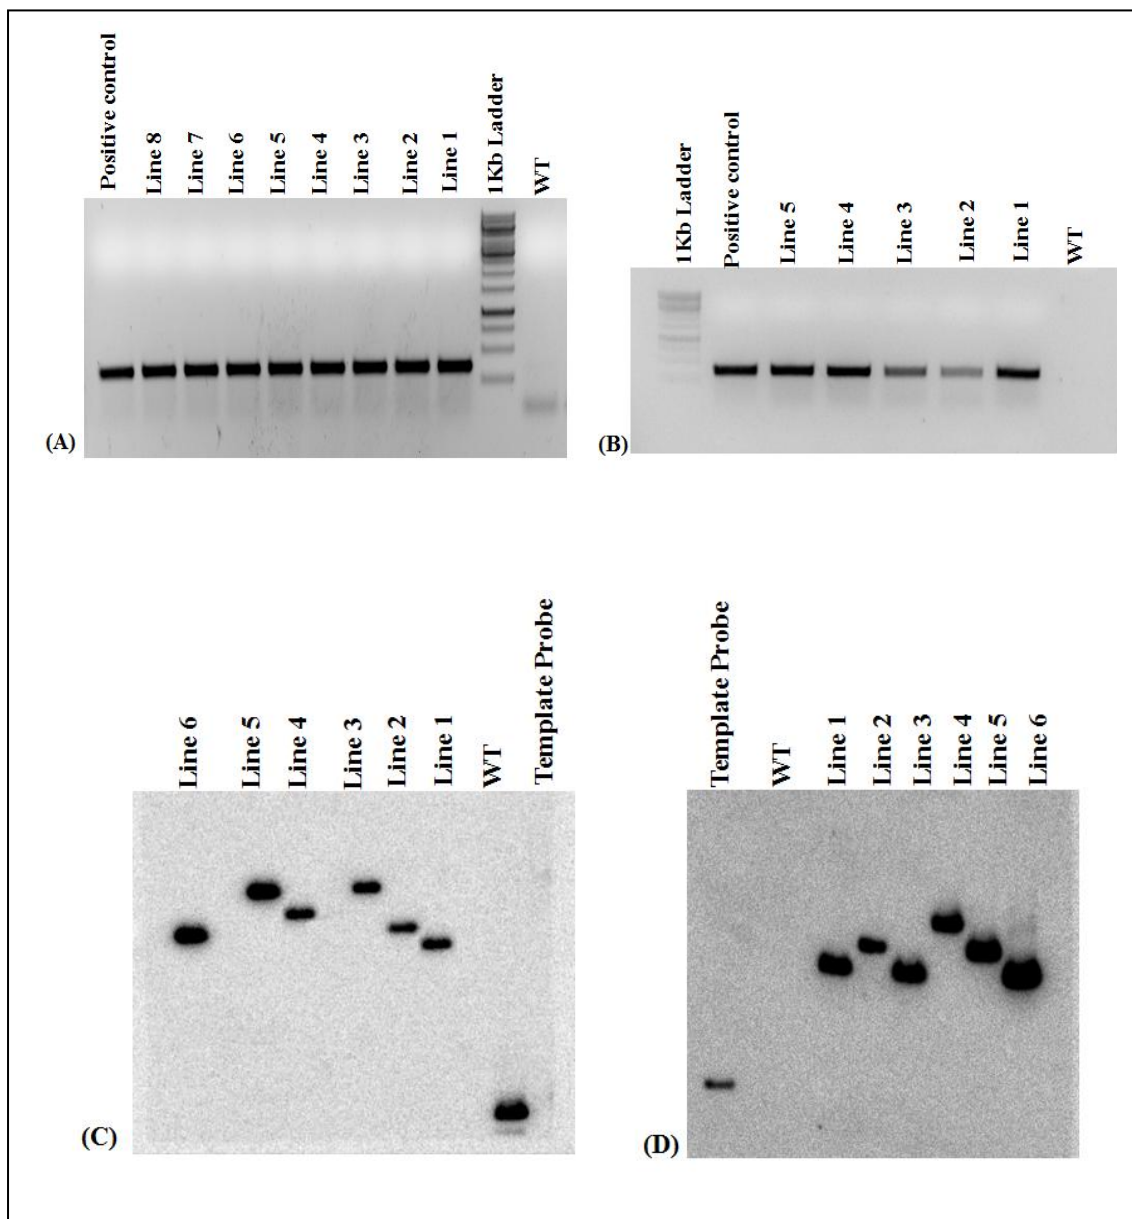 Positive control
Line 8
Line 7
Line 6
Line 5
Line 4
Line 3
Line 2
Line 1
1Kb Ladder
WT
(A)
1Kb Ladder
Positive control
Line 5
Line 4
Line 3
Line 2
Line 1
WT
(B)
Line 6
Line 5
Line 4
Line 3
Line 2
Line 1
WT
Template Probe
(C)
Template Probe
WT
Line 1
Line 2
Line 3
Line 4
Line 5
Line 6
(D)